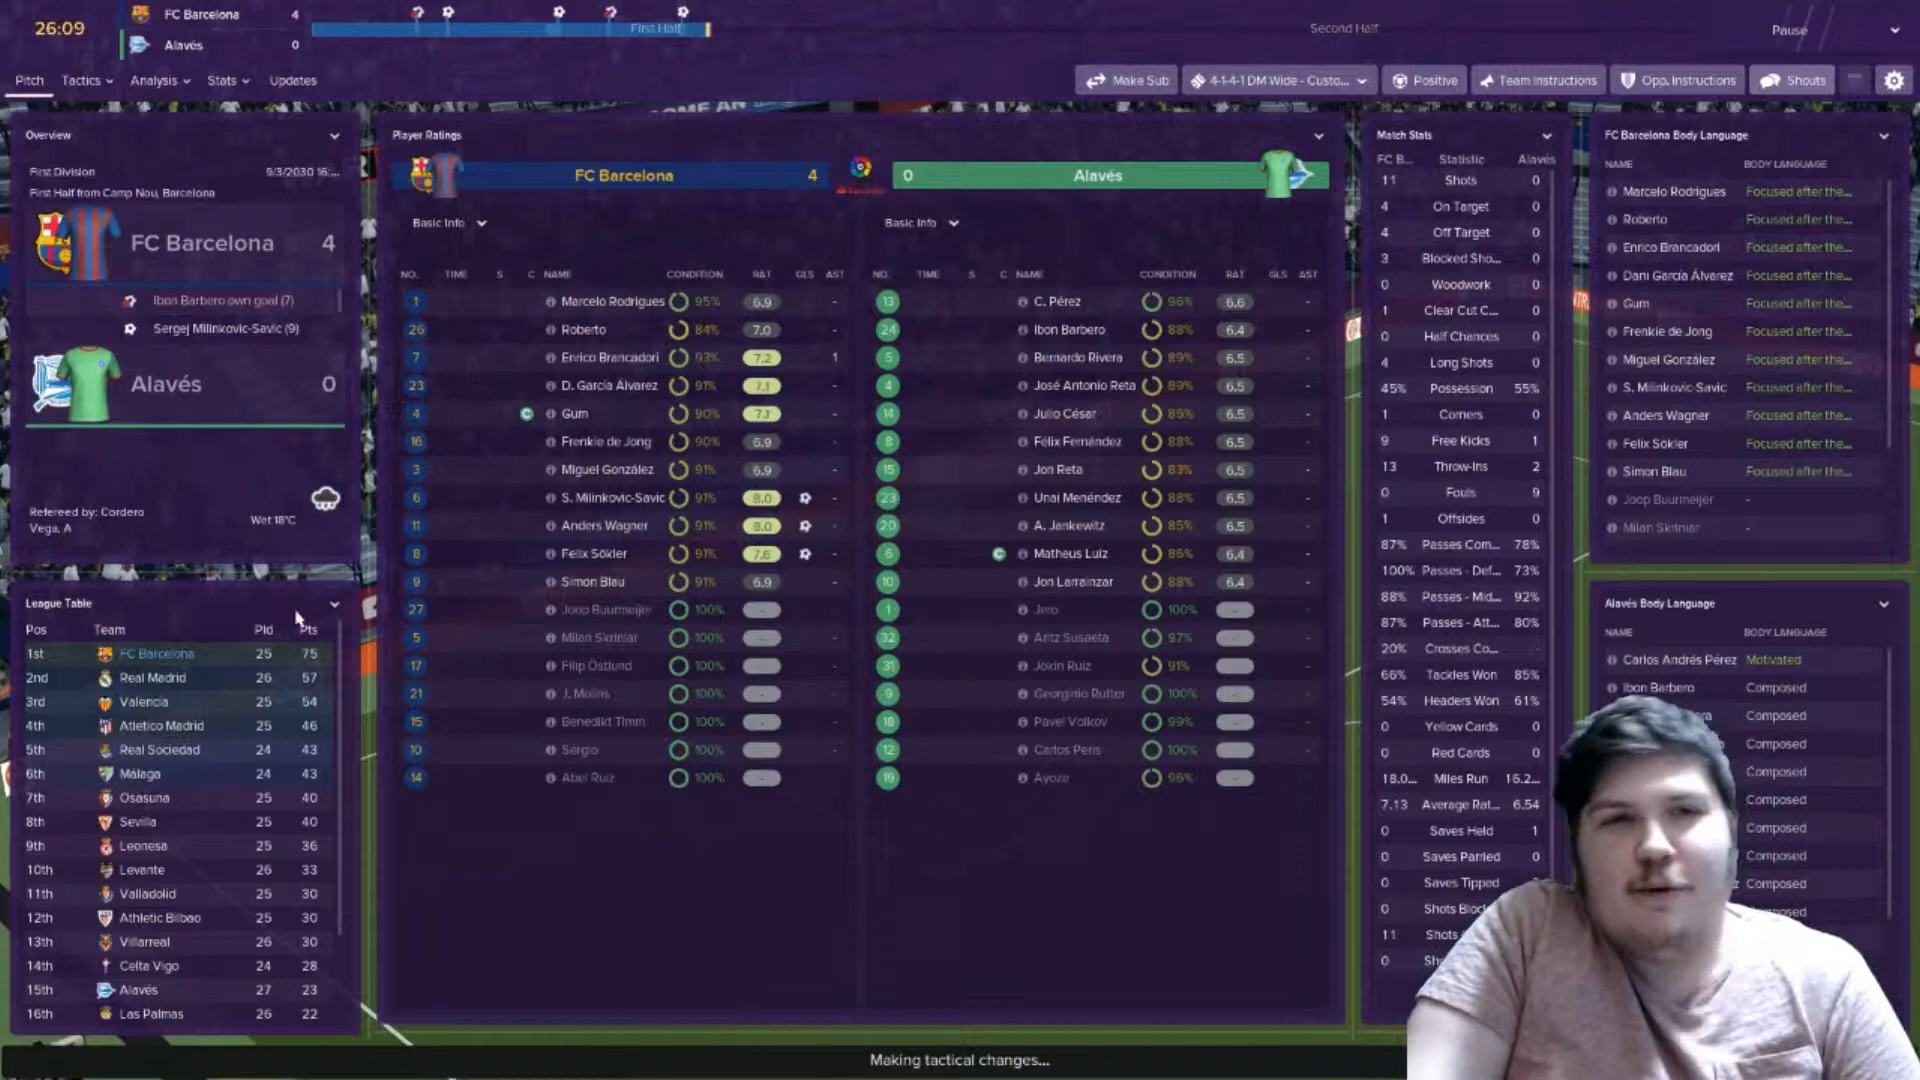 26:09
FC Barcelona 4
Alavés 0
First Half
Second Half
Pause
Pitch Tactics Analysis Stats Updates
Make Sub 4-1-4-1 DM Wide - Custo... Positive Team Instructions Opp. Instructions Shouts
Overview
First Division 9/3/2030 16:...
First Half from Camp Nou, Barcelona
FC Barcelona 4
Ibon Barbero own goal (7)
Sergej Milinkovic-Savic (9)
Alavés 0
Refereed by: Cordero
Vega, A
Wet 18°C
League Table
Pos Team Pld Pts
1st FC Barcelona 25 75
2nd Real Madrid 26 57
3rd Valencia 25 54
4th Atletico Madrid 25 46
5th Real Sociedad 24 43
6th Málaga 24 43
7th Osasuna 25 40
8th Sevilla 25 40
9th Leonesa 25 36
10th Levante 26 33
11th Valladolid 25 30
12th Athletic Bilbao 25 30
13th Villarreal 26 30
14th Celta Vigo 24 28
15th Alavés 27 23
16th Las Palmas 26 22
Player Ratings
FC Barcelona 4
0 Alavés
Basic Info
NO. TIME S C NAME CONDITION RAT GLS AST
1 Marcelo Rodrigues 95% 6.9 -
26 Roberto 84% 7.0 -
7 Enrico Brancadori 93% 7.2 1
23 D. García Álvarez 91% 7.1 -
4 C Gum 90% 7.1 -
16 Frenkie de Jong 90% 6.9 -
3 Miguel González 91% 6.9 -
6 S. Milinkovic-Savic 91% 8.0 -
11 Anders Wagner 91% 8.0 -
8 Felix Sökler 91% 7.6 -
9 Simon Blau 91% 6.9 -
27 Joop Buurmeijer 100% -
5 Milan Skriniar 100% -
17 Filip Östlund 100% -
21 J. Molins 100% -
15 Benedikt Timm 100% -
10 Sérgio 100% -
14 Abel Ruiz 100% -
Basic Info
NO. TIME S C NAME CONDITION RAT GLS AST
13 C. Pérez 96% 6.6 -
24 Ibon Barbero 88% 6.4 -
5 Bernardo Rivera 89% 6.5 -
4 José Antonio Reta 89% 6.5 -
14 Julio César 89% 6.5 -
8 Félix Fernández 88% 6.5 -
15 Jon Reta 83% 6.5 -
23 Unai Menéndez 88% 6.5 -
20 A. Jankewitz 85% 6.5 -
6 C Matheus Luiz 86% 6.4 -
10 Jon Larrainzar 88% 6.4 -
1 Jero 100% -
32 Aritz Susaeta 97% -
31 Jokin Ruiz 91% -
9 Georginio Rutter 100% -
18 Pavel Volkov 99% -
12 Carlos Peris 100% -
19 Ayoze 96% -
Match Stats
FC B... Statistic Alavés
11 Shots 0
4 On Target 0
4 Off Target 0
3 Blocked Sho... 0
0 Woodwork 0
1 Clear Cut C... 0
0 Half Chances 0
4 Long Shots 0
45% Possession 55%
1 Corners 0
9 Free Kicks 1
13 Throw-Ins 2
0 Fouls 9
1 Offsides 0
87% Passes Com... 78%
100% Passes - Def... 73%
88% Passes - Mid... 92%
87% Passes - Att... 80%
20% Crosses Co... -
66% Tackles Won 85%
54% Headers Won 61%
0 Yellow Cards 0
0 Red Cards 0
18.0... Miles Run 16.2...
7.13 Average Rat... 6.54
0 Saves Held 1
0 Saves Parried 0
0 Saves Tipped
0 Shots Bloc
11 Shots
0 Sh
FC Barcelona Body Language
NAME BODY LANGUAGE
Marcelo Rodrigues Focused after the...
Roberto Focused after the...
Enrico Brancadori Focused after the...
Dani García Álvarez Focused after the...
Gum Focused after the...
Frenkie de Jong Focused after the...
Miguel González Focused after the...
S. Milinkovic-Savic Focused after the...
Anders Wagner Focused after the...
Felix Sökler Focused after the...
Simon Blau Focused after the...
Joop Buurmeijer -
Milan Skriniar -
Alavés Body Language
NAME BODY LANGUAGE
Carlos Andrés Pérez Motivated
Ibon Barbero Composed
Composed
Composed
Composed
Composed
Composed
Composed
Composed
Making tactical changes...